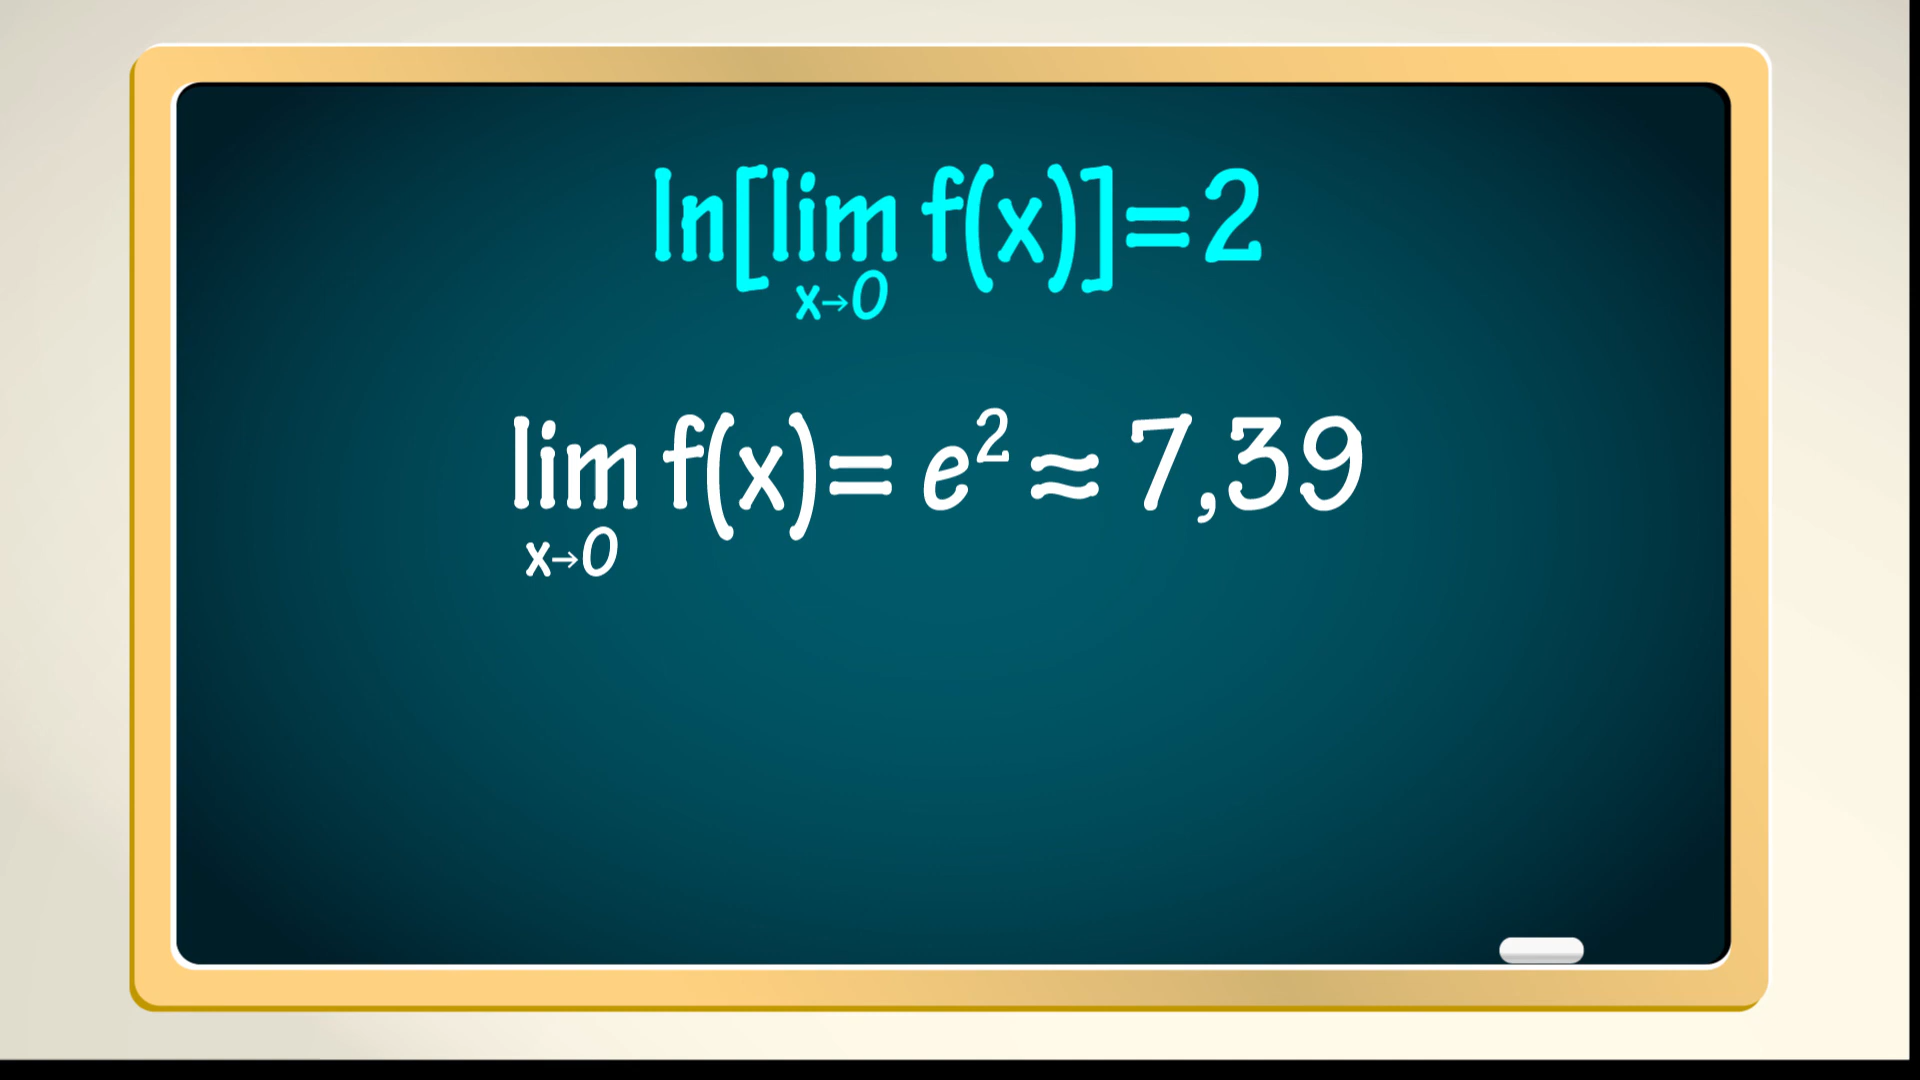 ln[lim f(x)]=2
x→0
lim f(x)= e² ≈ 7,39
x→0